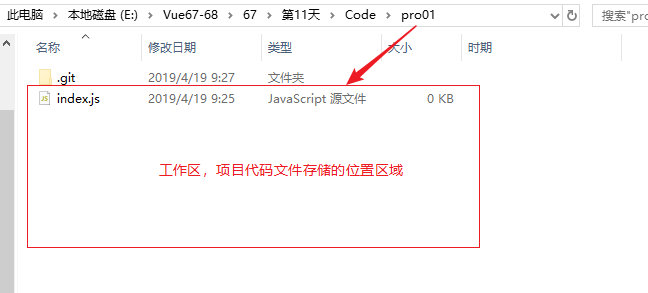 此电脑 > 本地磁盘 (E:) > Vue67-68 > 67 > 第11天 > Code > pro01 搜索"pro
名称 修改日期 类型 大小 时期
.git 2019/4/19 9:27 文件夹
index.js 2019/4/19 9:25 JavaScript 源文件 0 KB
工作区，项目代码文件存储的位置区域